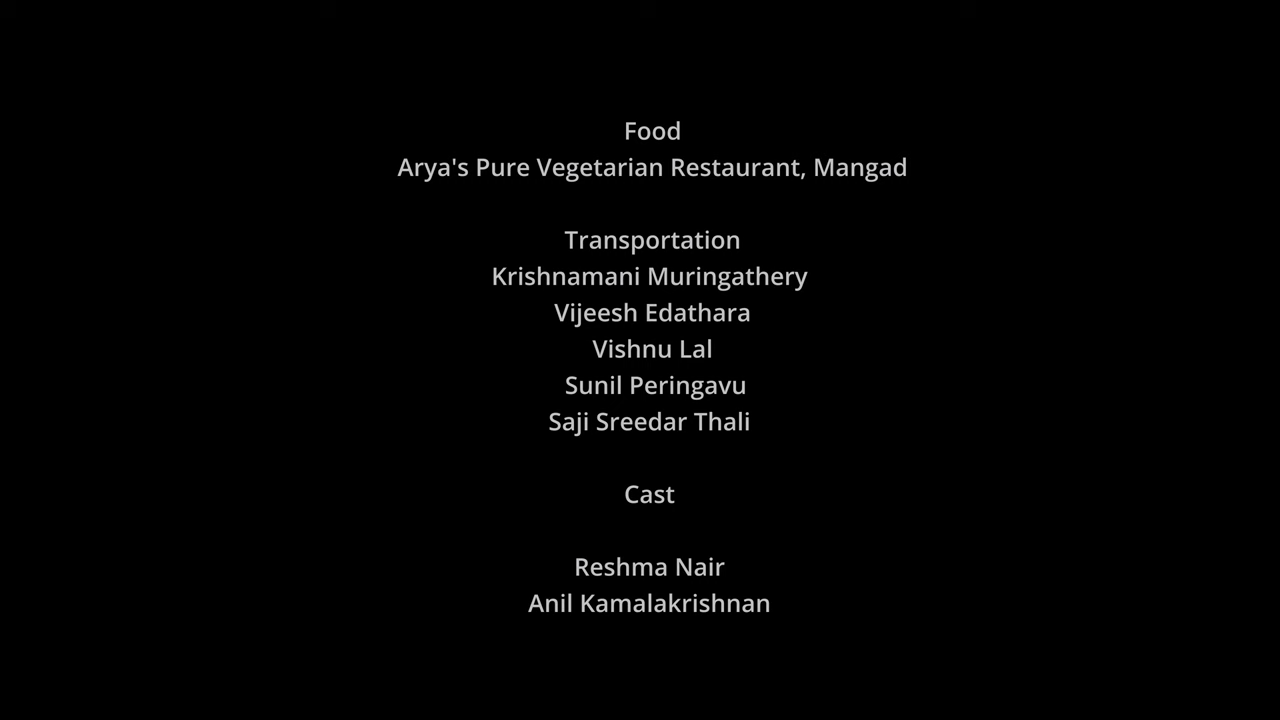 Food
Arya's Pure Vegetarian Restaurant, Mangad
Transportation
Krishnamani Muringathery
Vijeesh Edathara
Vishnu Lal
Sunil Peringavu
Saji Sreedar Thali
Cast
Reshma Nair
Anil Kamalakrishnan